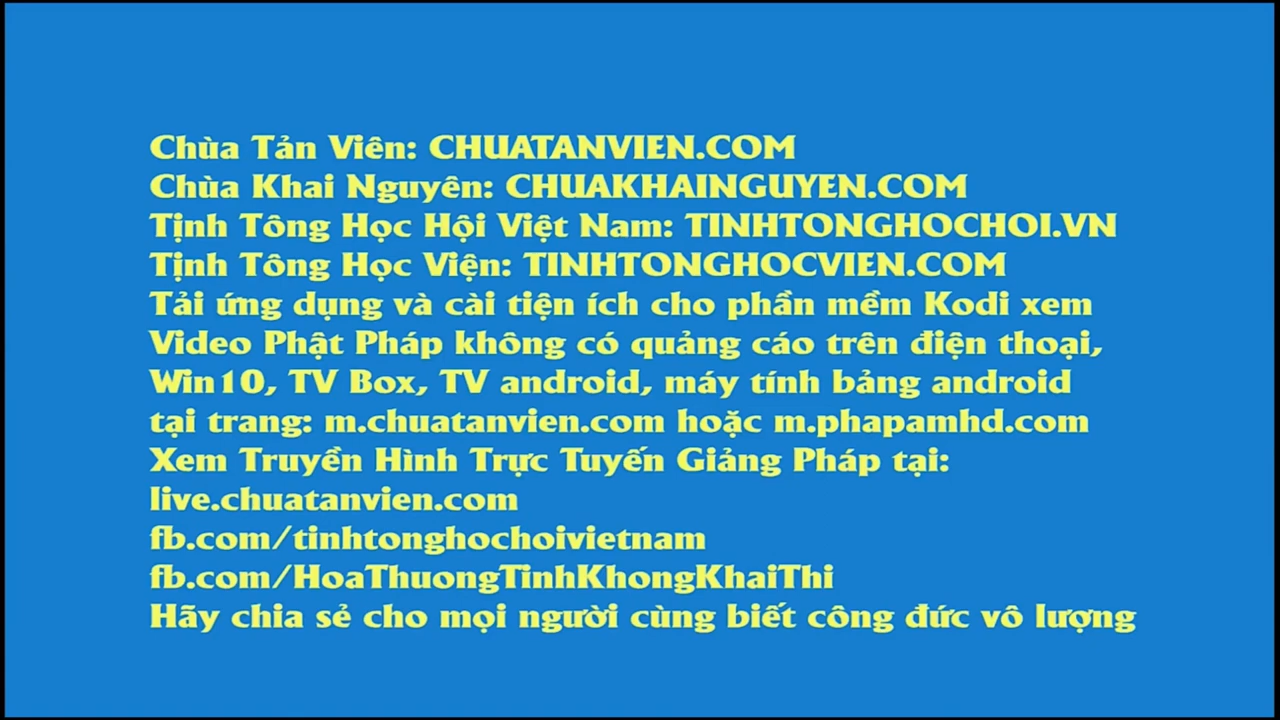 Chùa Tản Viên: CHUATANVIEN.COM
Chùa Khai Nguyên: CHUAKHAINGUYEN.COM
Tịnh Tông Học Hội Việt Nam: TINHTONGHOCHOI.VN
Tịnh Tông Học Viện: TINHTONGHOCVIEN.COM
Tải ứng dụng và cài tiện ích cho phần mềm Kodi xem
Video Phật Pháp không có quảng cáo trên điện thoại,
Win10, TV Box, TV android, máy tính bảng android
tại trang: m.chuatanvien.com hoặc m.phapamhd.com
Xem Truyền Hình Trực Tuyến Giảng Pháp tại:
live.chuatanvien.com
fb.com/tinhtonghochoivietnam
fb.com/HoaThuongTinhKhongKhaiThi
Hãy chia sẻ cho mọi người cùng biết công đức vô lượng